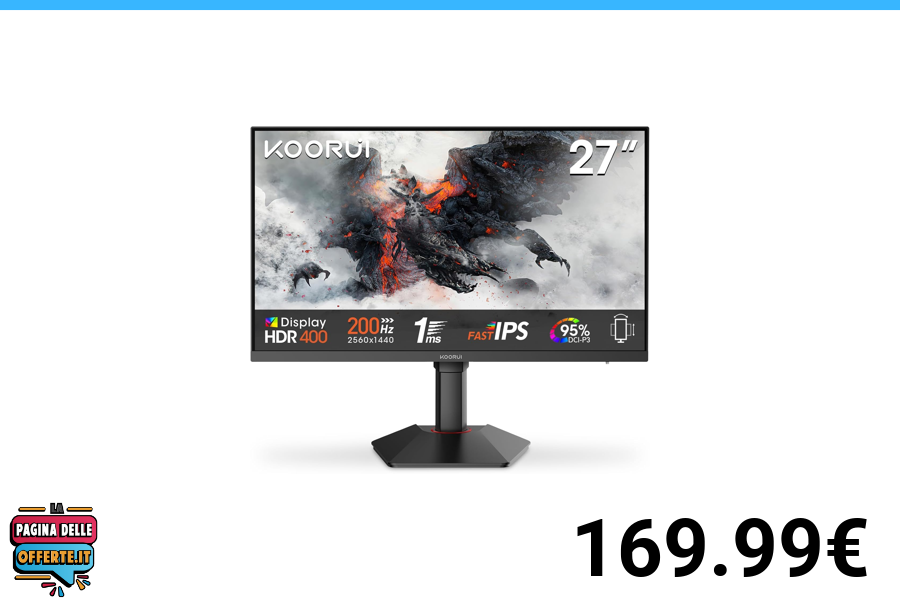 KOORUI
27"
Display
HDR 400
200Hz
2560x1440
1ms
FAST IPS
95%
DCI-P3
KOORUI
LA
PAGINA DELLE
OFFERTE.IT
169.99€